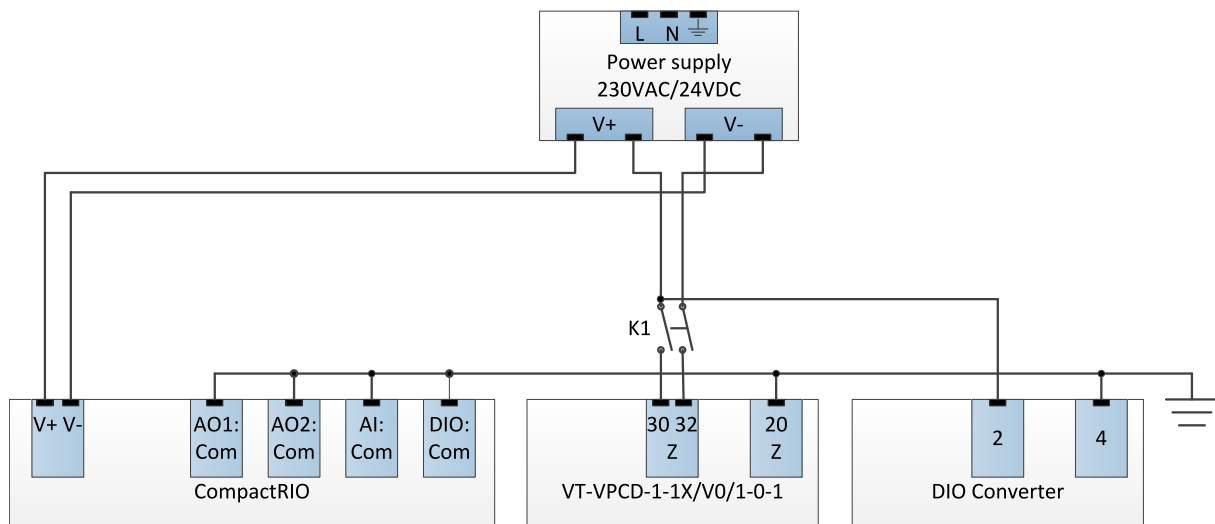 L N
Power supply
230VAC/24VDC
V+ V-
K1
V+ V-
AO1:
Com
AO2:
Com
AI:
Com
DIO:
Com
CompactRIO
30 32
Z
20
Z
VT-VPCD-1-1X/V0/1-0-1
2
4
DIO Converter